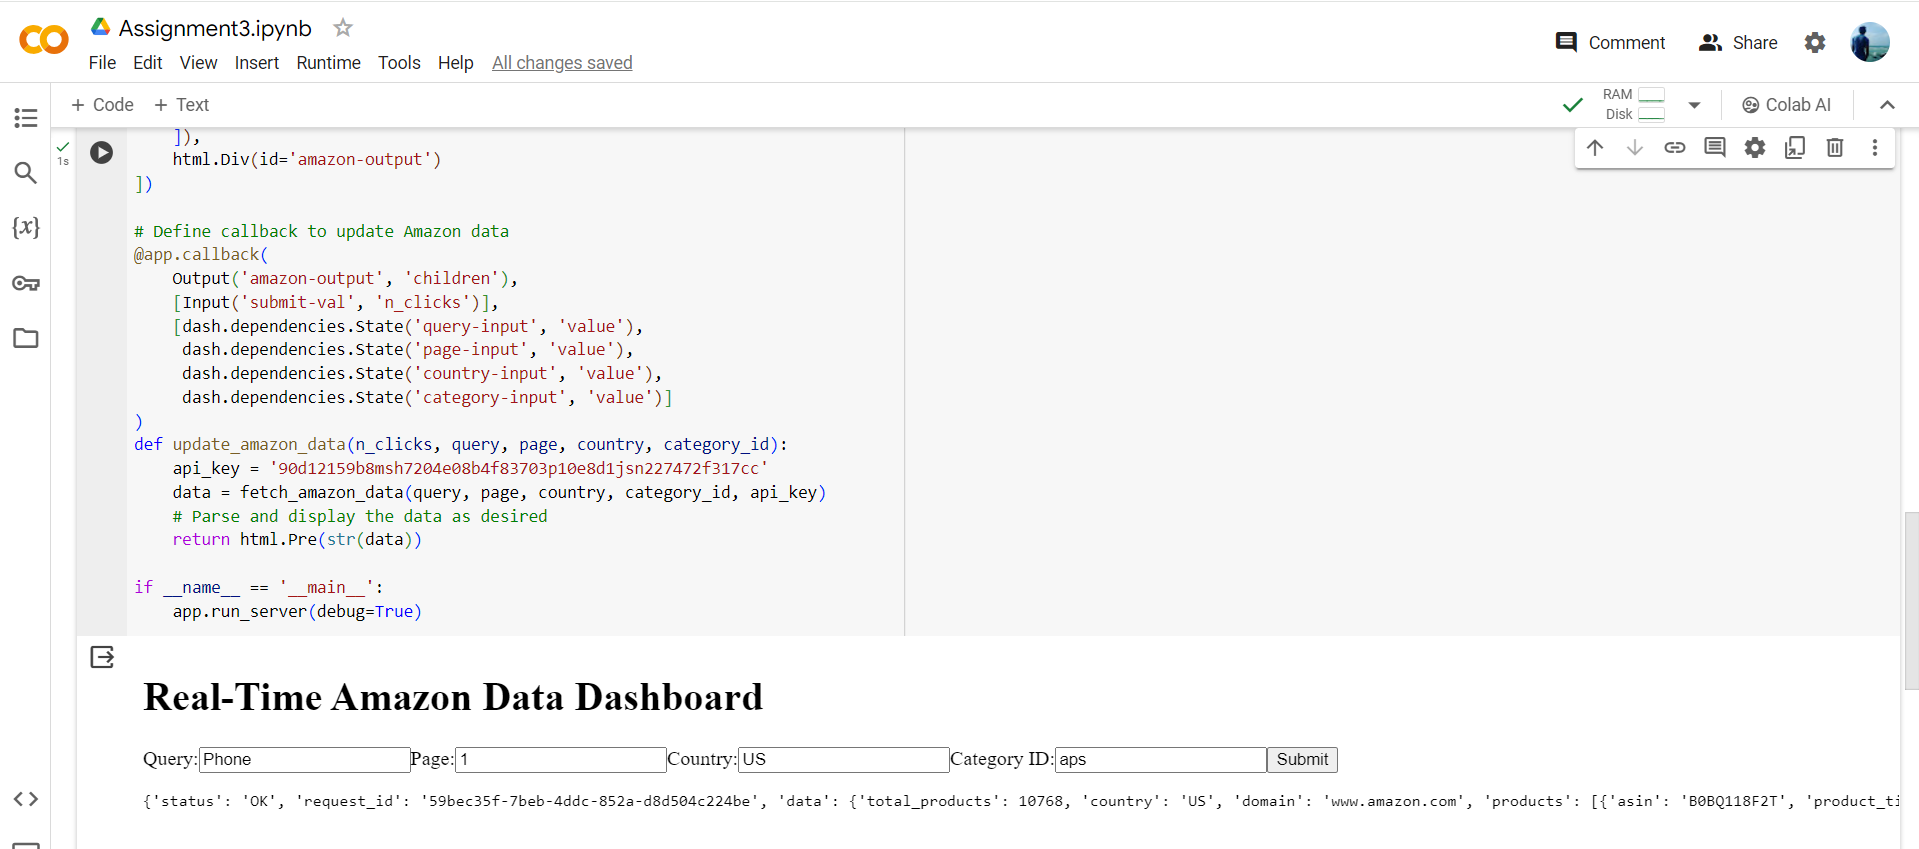 Assignment3.ipynb
File Edit View Insert Runtime Tools Help All changes saved
Comment Share
+ Code + Text
RAM
Disk
Colab AI
1s
]),
html.Div(id='amazon-output')
])
# Define callback to update Amazon data
@app.callback(
Output('amazon-output', 'children'),
[Input('submit-val', 'n_clicks')],
[dash.dependencies.State('query-input', 'value'),
dash.dependencies.State('page-input', 'value'),
dash.dependencies.State('country-input', 'value'),
dash.dependencies.State('category-input', 'value')]
)
def update_amazon_data(n_clicks, query, page, country, category_id):
api_key = '90d12159b8msh7204e08b4f83703p10e8d1jsn227472f317cc'
data = fetch_amazon_data(query, page, country, category_id, api_key)
# Parse and display the data as desired
return html.Pre(str(data))
if __name__ == '__main__':
app.run_server(debug=True)
Real-Time Amazon Data Dashboard
Query: Phone Page: 1 Country: US Category ID: aps Submit
{'status': 'OK', 'request_id': '59bec35f-7beb-4ddc-852a-d8d504c224be', 'data': {'total_products': 10768, 'country': 'US', 'domain': 'www.amazon.com', 'products': [{'asin': 'B0BQ118F2T', 'product_ti